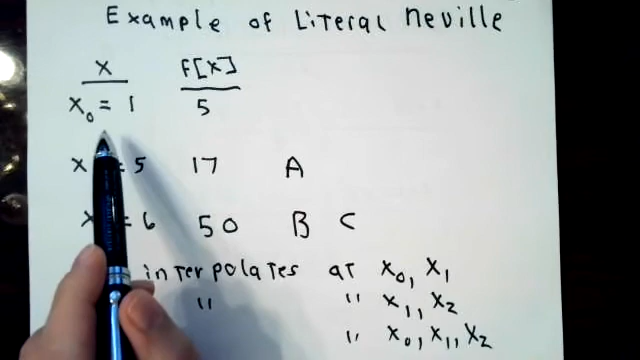 Example of Literal Neville
x F[x]
x₀ = 1 5
x = 5 17 A
x = 6 50 B C
interpolates at x₀, x₁
" " x₁, x₂
" x₀, x₁, x₂